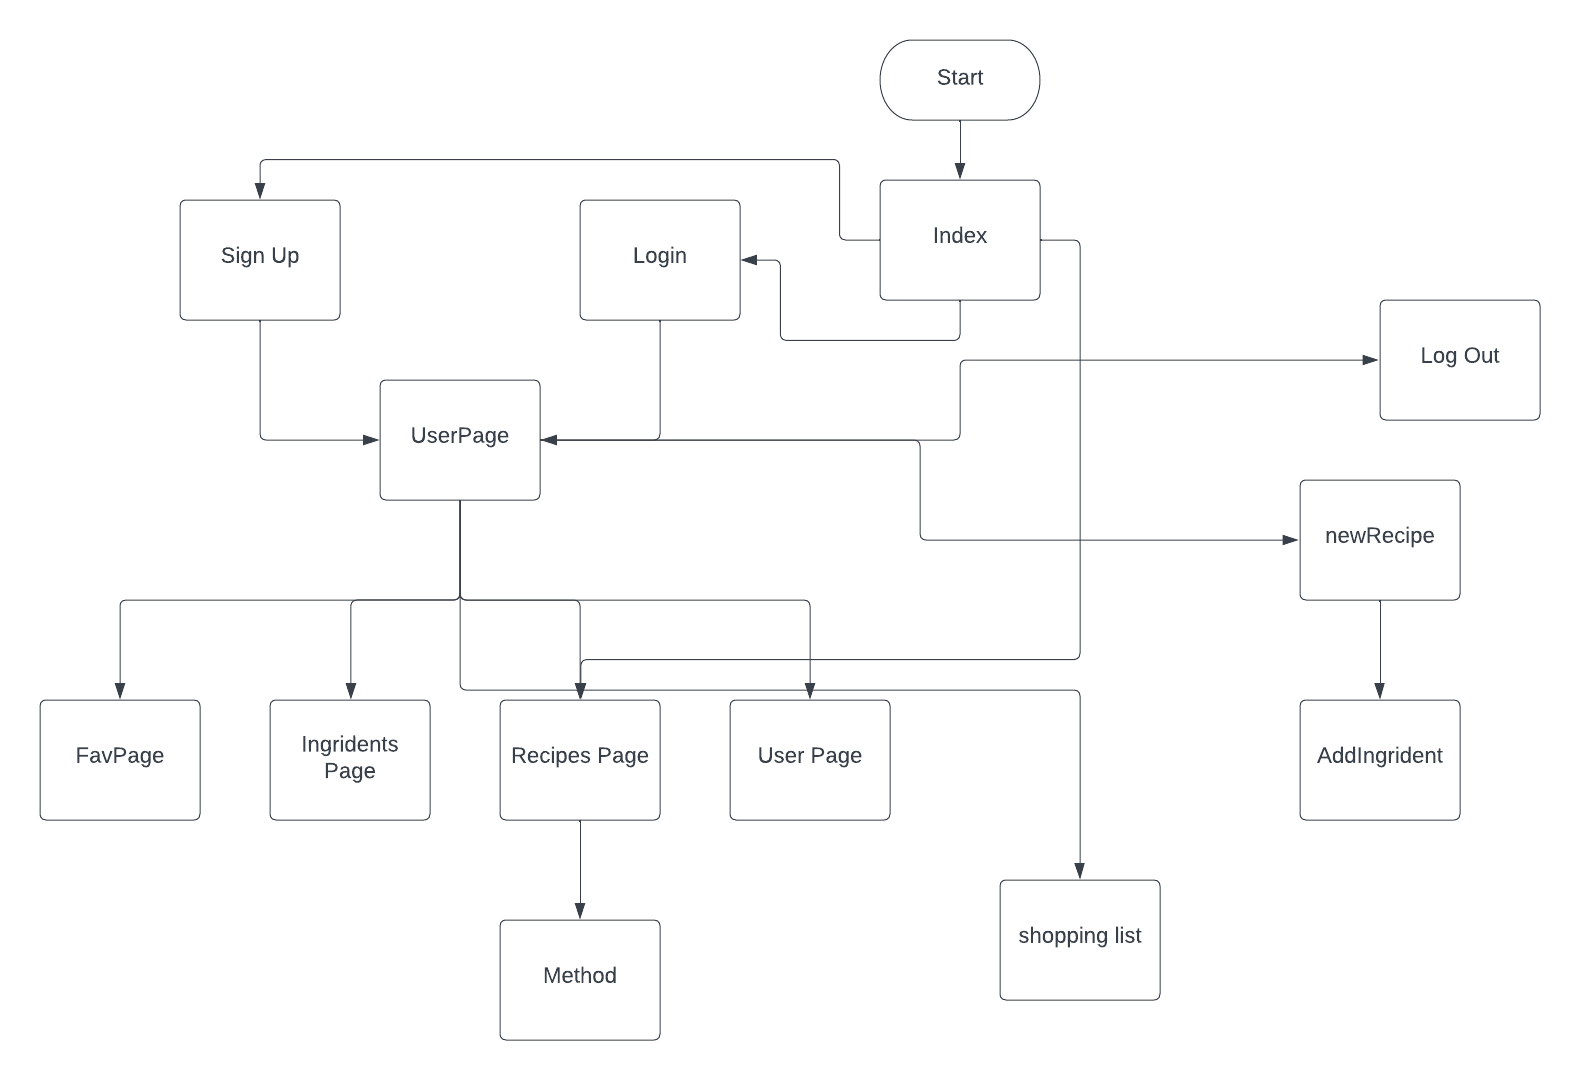 Start
Index
Sign Up
Login
Log Out
UserPage
newRecipe
FavPage
Ingridents
Page
Recipes Page
User Page
AddIngrident
shopping list
Method